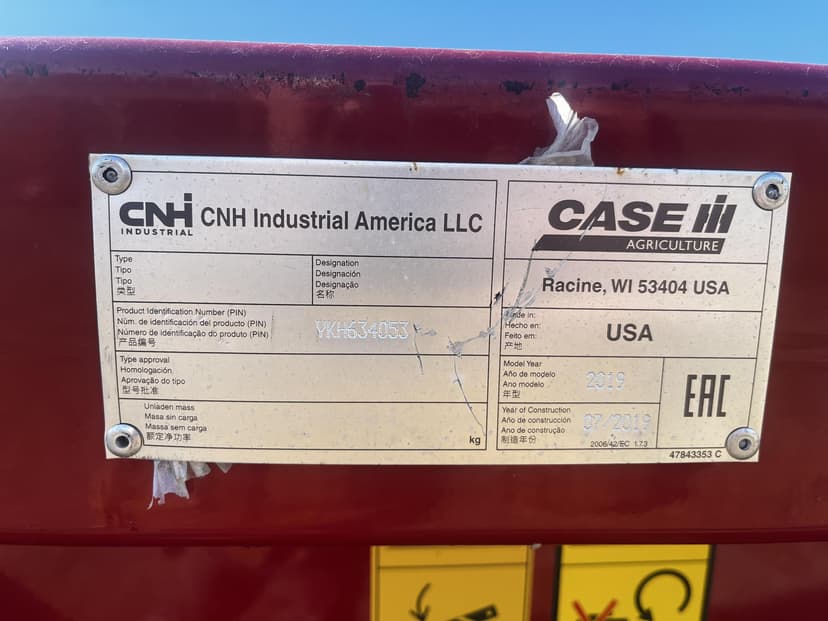 CNH
INDUSTRIAL
CNH Industrial America LLC
Type
Tipo
Tipo
类型
Designation
Designación
Designação
名称
Product Identification Number (PIN)
Núm. de identificación del producto (PIN)
Número de identificação do produto (PIN)
产品编号
YKH634053
Type approval
Homologación.
Aprovação do tipo
型号批准
Unladen mass
Masa sin carga
Massa sem carga
额定净功率
kg
CASE IH
AGRICULTURE
Racine, WI 53404 USA
Made in:
Hecho en:
Feito em:
产地
USA
Model Year
Año de modelo
Ano modelo
年型
2019
Year of Construction
Año de construcción
Ano de construção
制造年份
07/2019
2006/42/EC 1.7.3
EAC
47843353 C